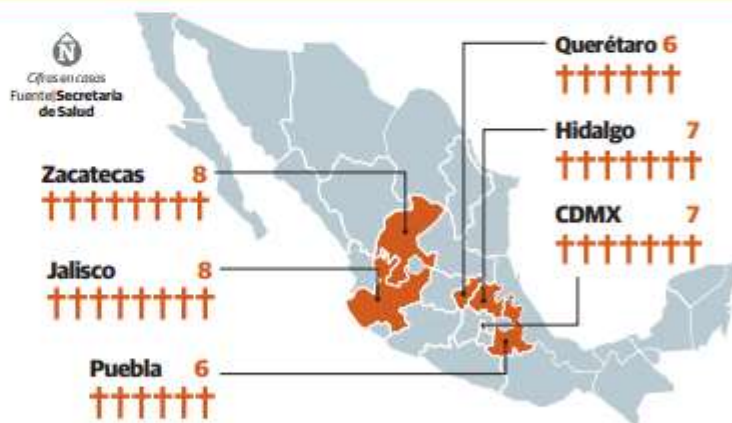 N
Cifras en casos
Fuente|Secretaría
de Salud
Zacatecas 8
Jalisco 8
Puebla 6
Querétaro 6
Hidalgo 7
CDMX 7